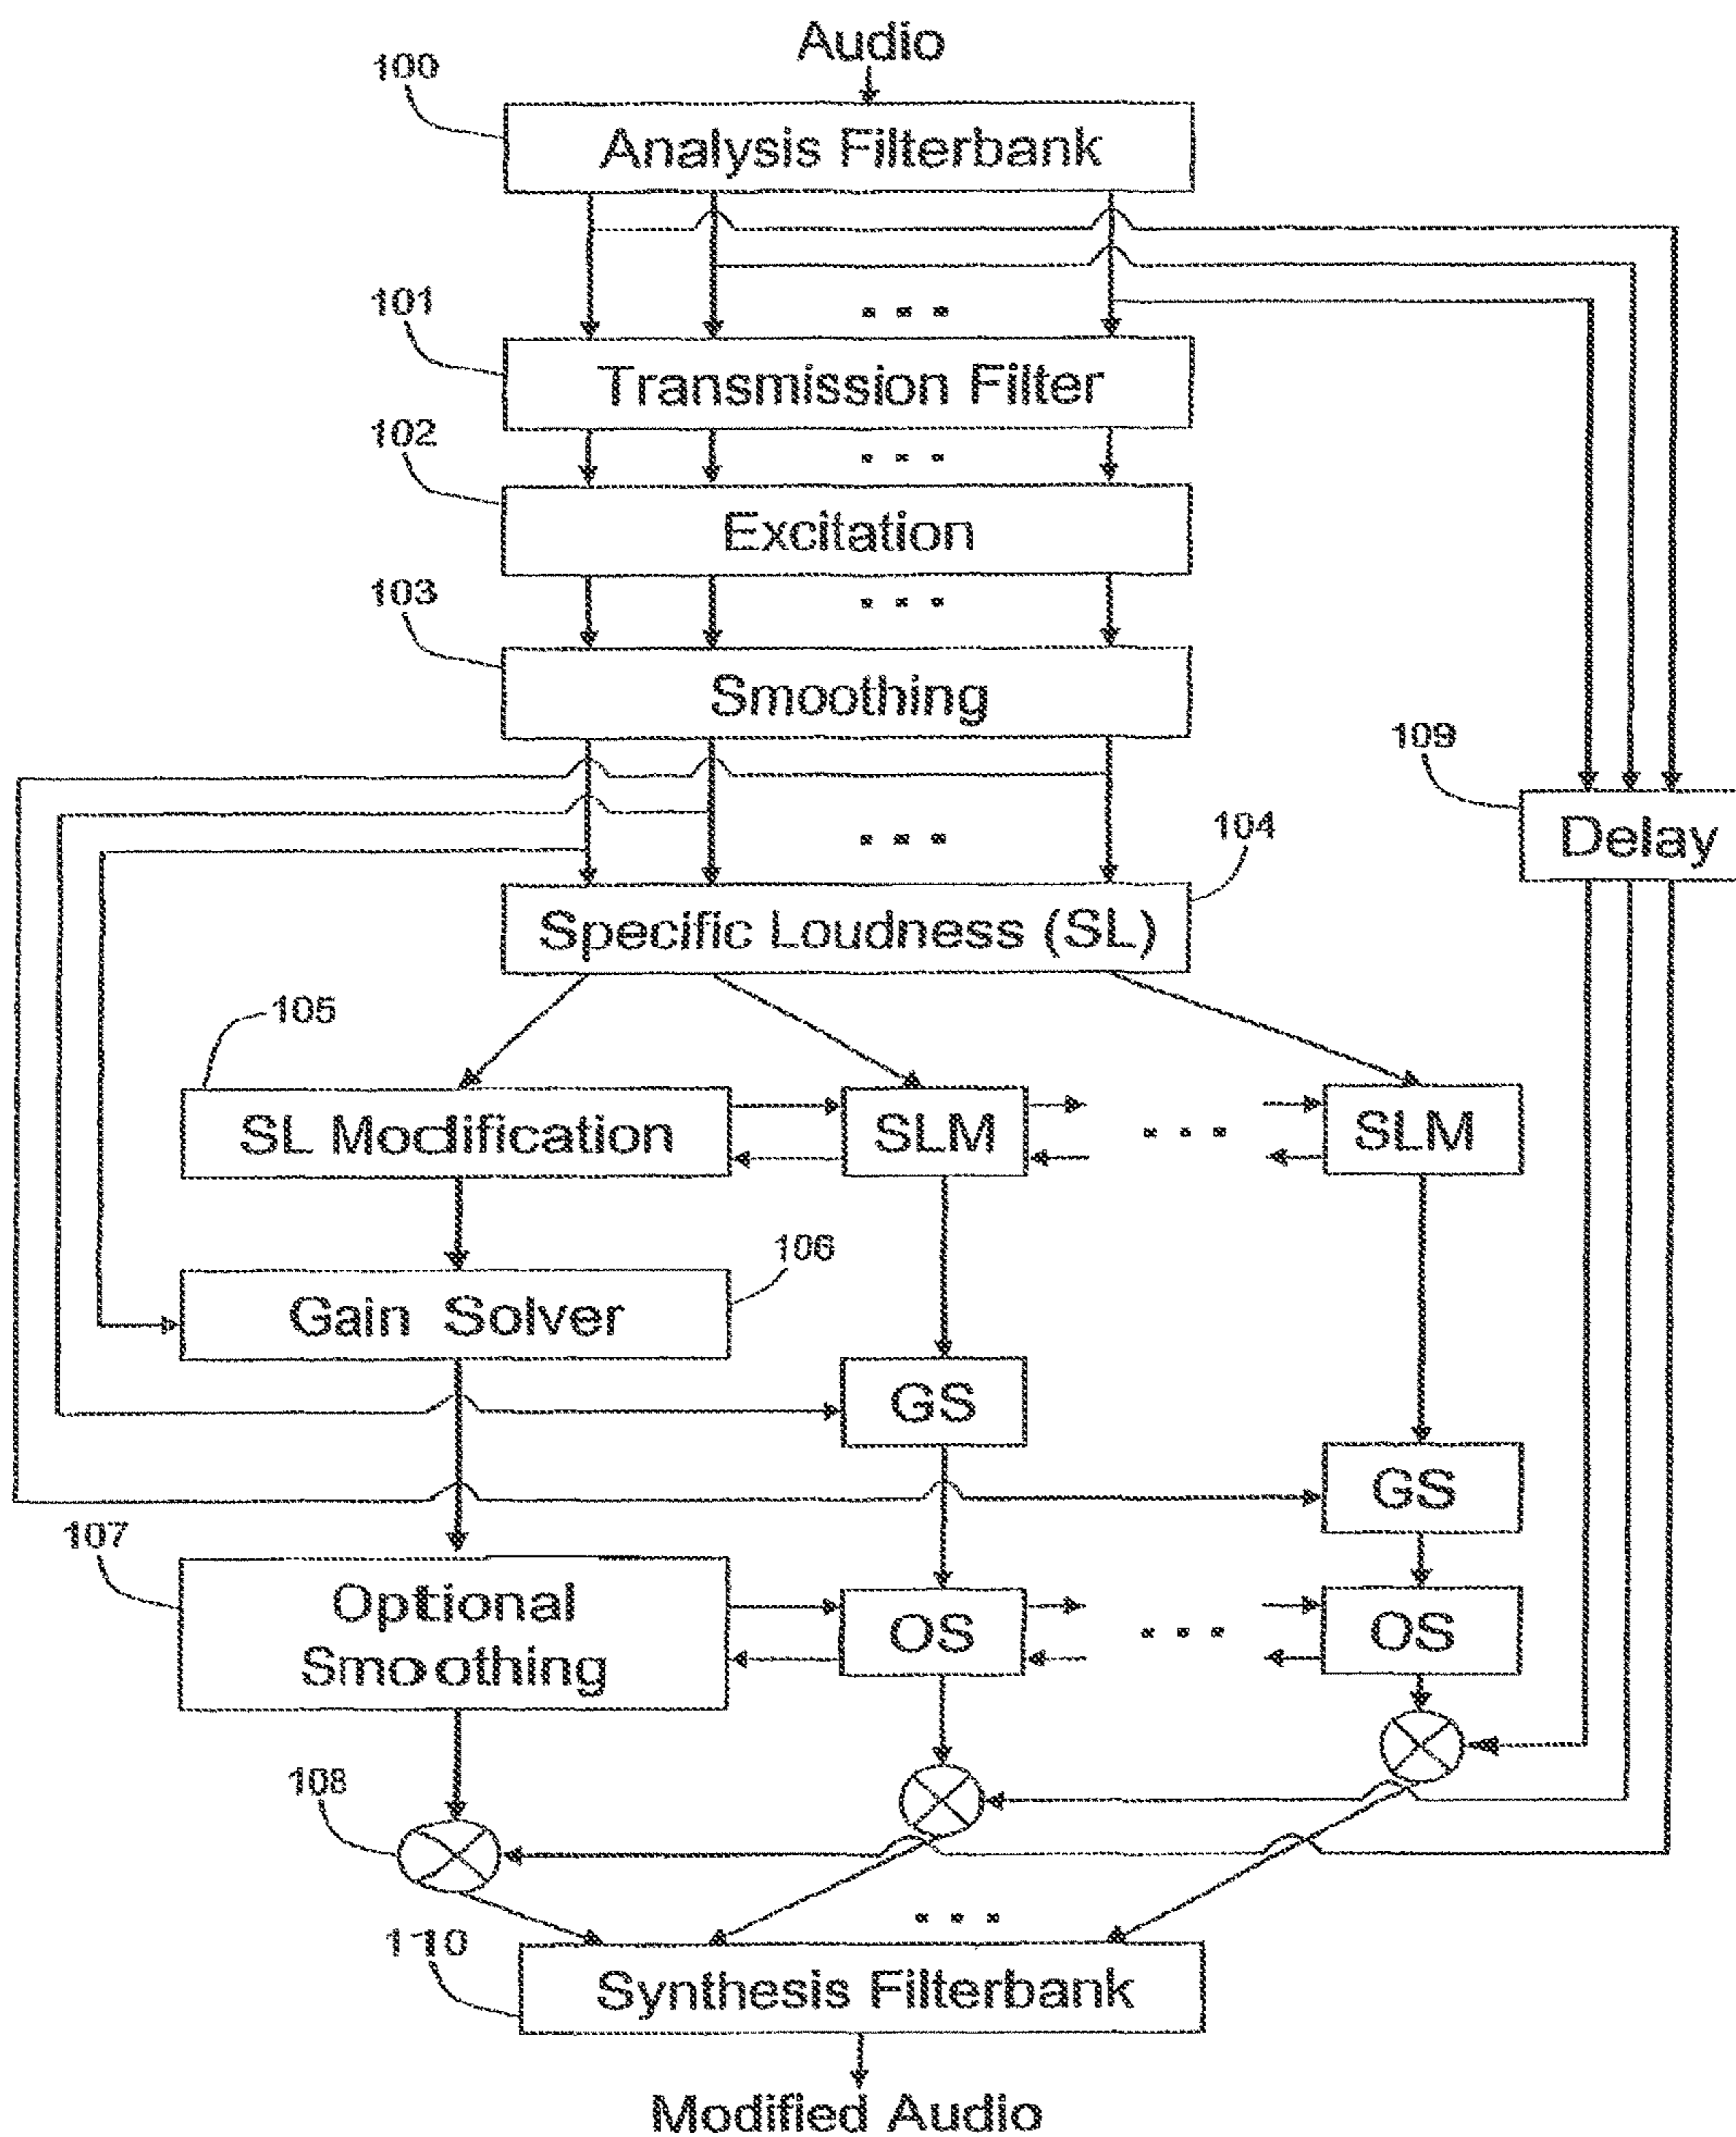 Audio
100
Analysis Filterbank
101
Transmission Filter
102
Excitation
103
Smoothing
109
Delay
104
Specific Loudness (SL)
105
SL Modification
SLM
SLM
106
Gain Solver
GS
GS
107
Optional
Smoothing
OS
OS
108
110
Synthesis Filterbank
Modified Audio